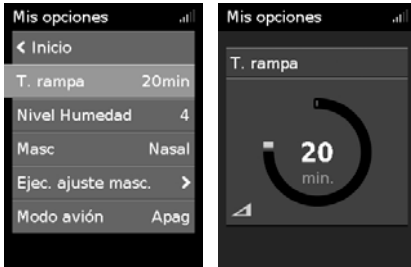 Mis opciones
< Inicio
T. rampa 20min
Nivel Humedad 4
Masc Nasal
Ejec. ajuste masc. >
Modo avión Apag
Mis opciones
T. rampa
20
min.